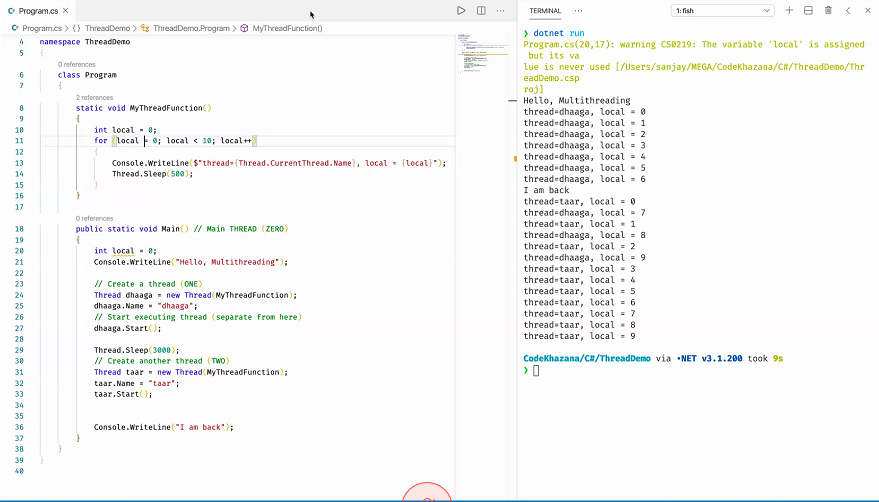 Program.cs
Program.cs > {} ThreadDemo > ThreadDemo.Program > MyThreadFunction()
4 namespace ThreadDemo
5 {
0 references
6 class Program
7 {
2 references
8 static void MyThreadFunction()
9 {
10 int local = 0;
11 for (local = 0; local < 10; local++)
12 {
13 Console.WriteLine($"thread={Thread.CurrentThread.Name}, local = {local}");
14 Thread.Sleep(500);
15 }
16 }
17
0 references
18 public static void Main() // Main THREAD (ZERO)
19 {
20 int local = 0;
21 Console.WriteLine("Hello, Multithreading");
22
23 // Create a thread (ONE)
24 Thread dhaaga = new Thread(MyThreadFunction);
25 dhaaga.Name = "dhaaga";
26 // Start executing thread (separate from here)
27 dhaaga.Start();
28
29 Thread.Sleep(3000);
30 // Create another thread (TWO)
31 Thread taar = new Thread(MyThreadFunction);
32 taar.Name = "taar";
33 taar.Start();
34
35
36 Console.WriteLine("I am back");
37 }
38 }
39 }
40
TERMINAL
1: fish
❯ dotnet run
Program.cs(20,17): warning CS0219: The variable 'local' is assigned
but its va
lue is never used [/Users/sanjay/MEGA/CodeKhazana/C#/ThreadDemo/Thr
eadDemo.csp
roj]
Hello, Multithreading
thread=dhaaga, local = 0
thread=dhaaga, local = 1
thread=dhaaga, local = 2
thread=dhaaga, local = 3
thread=dhaaga, local = 4
thread=dhaaga, local = 5
thread=dhaaga, local = 6
I am back
thread=taar, local = 0
thread=dhaaga, local = 7
thread=taar, local = 1
thread=dhaaga, local = 8
thread=taar, local = 2
thread=dhaaga, local = 9
thread=taar, local = 3
thread=taar, local = 4
thread=taar, local = 5
thread=taar, local = 6
thread=taar, local = 7
thread=taar, local = 8
thread=taar, local = 9
CodeKhazana/C#/ThreadDemo via •NET v3.1.200 took 9s
❯